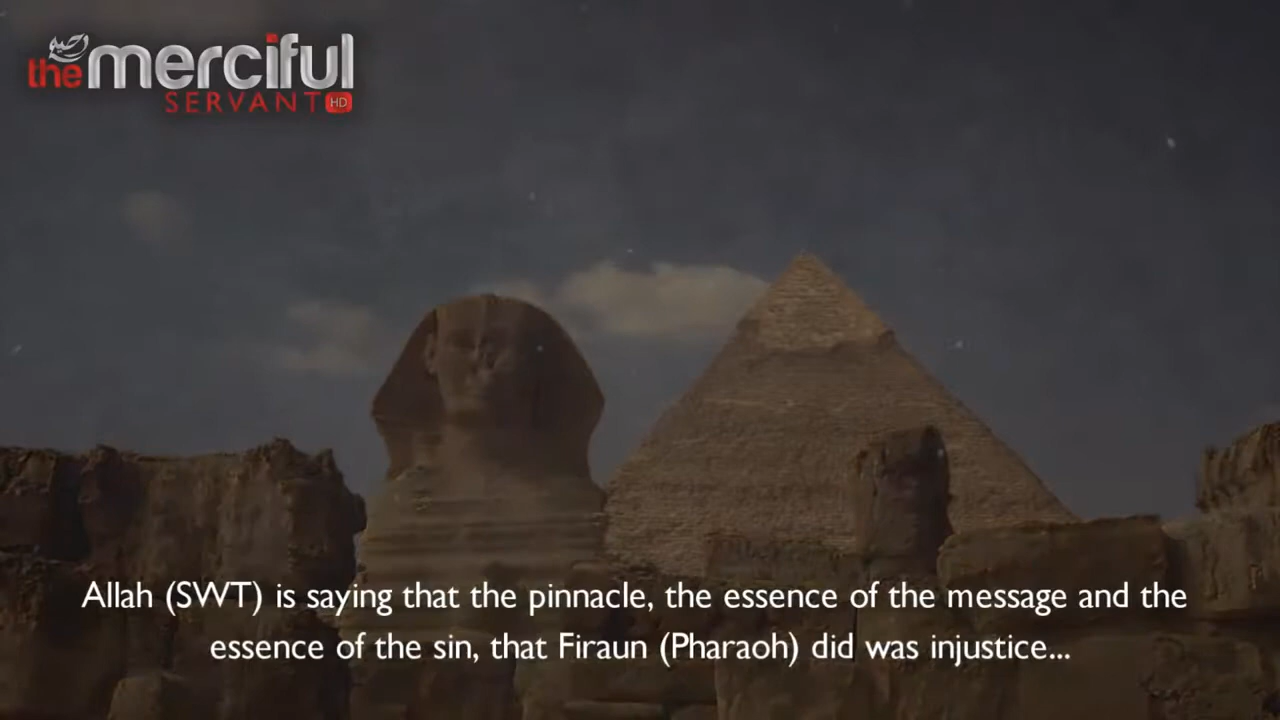 the merciful
SERVANT HD
Allah (SWT) is saying that the pinnacle, the essence of the message and the
essence of the sin, that Firaun (Pharaoh) did was injustice...